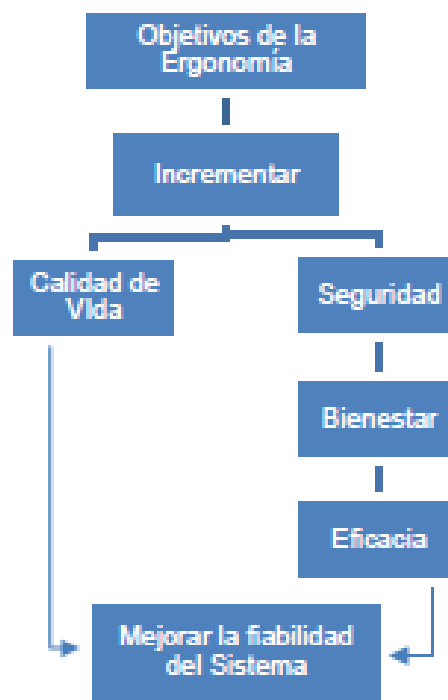 Objetivos de la
Ergonomía
Incrementar
Calidad de
VIda
Seguridad
Bienestar
Eficacia
Mejorar la fiabilidad
del Sistema